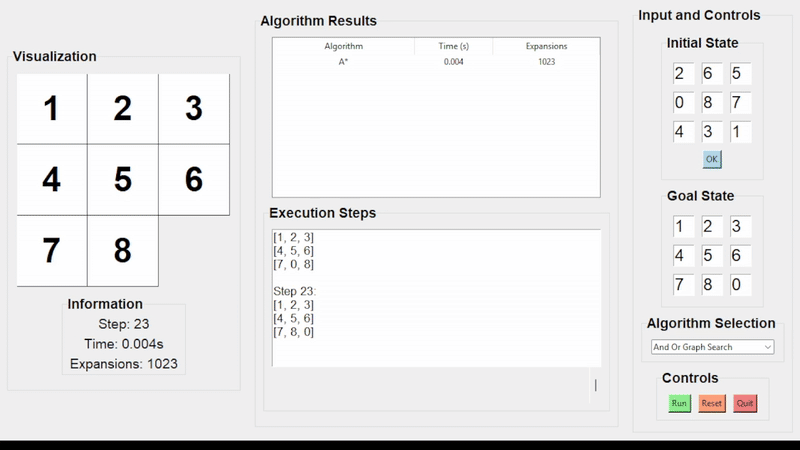 Visualization
1 2 3
4 5 6
7 8
Information
Step: 23
Time: 0.004s
Expansions: 1023
Algorithm Results
Algorithm Time (s) Expansions
A* 0.004 1023
Execution Steps
[1, 2, 3]
[4, 5, 6]
[7, 0, 8]
Step 23:
[1, 2, 3]
[4, 5, 6]
[7, 8, 0]
Input and Controls
Initial State
2 6 5
0 8 7
4 3 1
OK
Goal State
1 2 3
4 5 6
7 8 0
Algorithm Selection
And Or Graph Search
Controls
Run Reset Quit